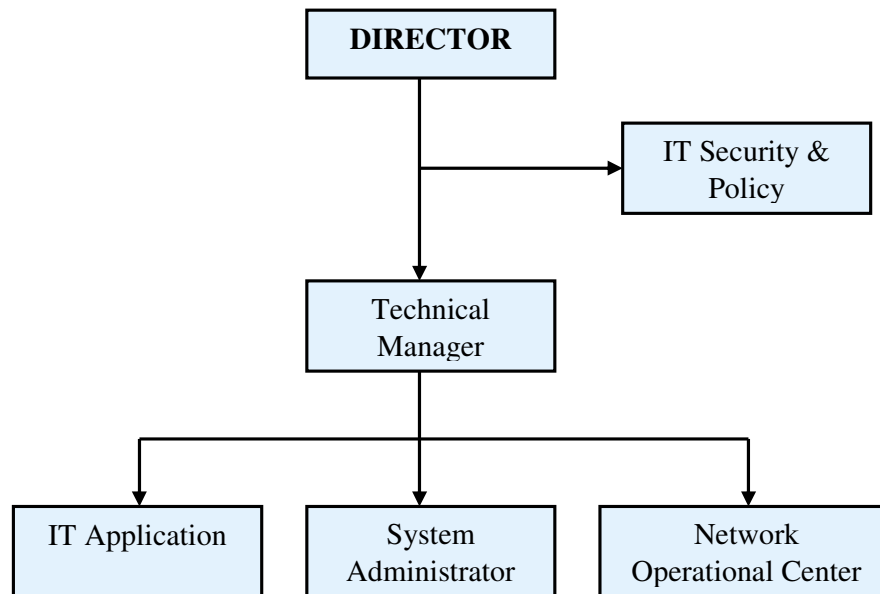 DIRECTOR
IT Security &
Policy
Technical
Manager
IT Application
System
Administrator
Network
Operational Center